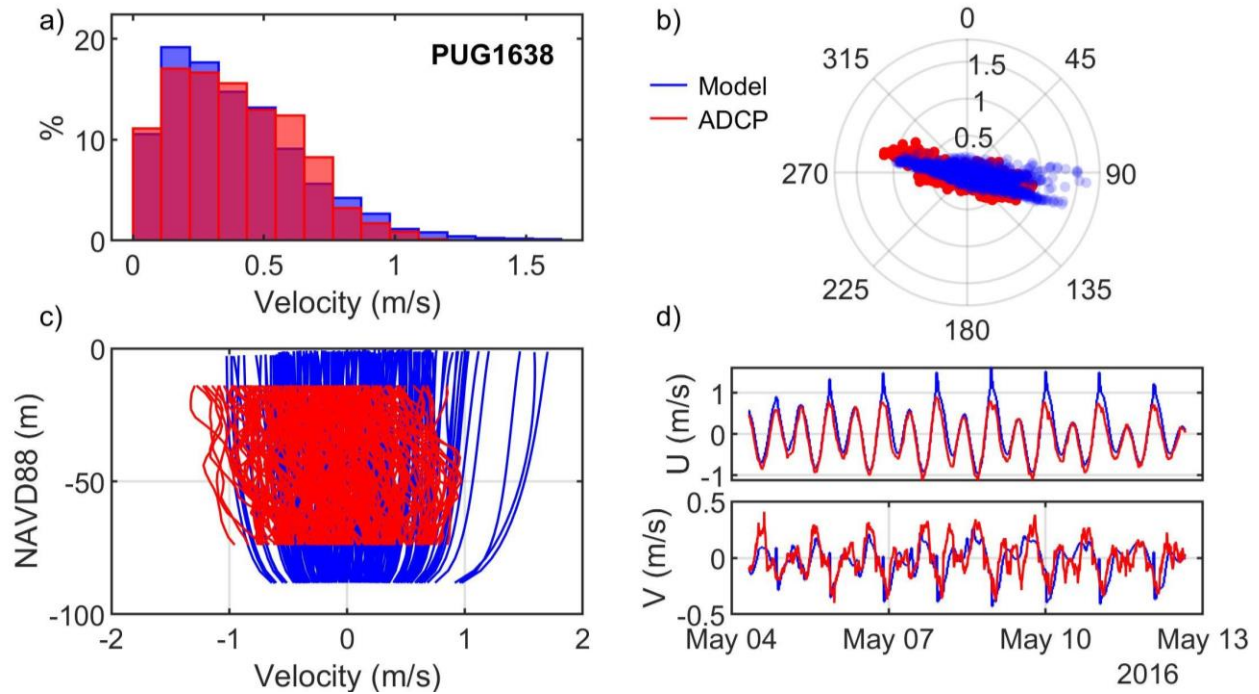 a)
20
10
0
%
PUG1638
0
0.5
1
1.5
Velocity (m/s)
b)
Model
ADCP
0
45
90
135
180
225
270
315
1.5
1
0.5
c)
0
-50
-100
NAVD88 (m)
-2
-1
0
1
2
Velocity (m/s)
d)
1
0
-1
U (m/s)
0.5
0
-0.5
V (m/s)
May 04
May 07
May 10
May 13
2016